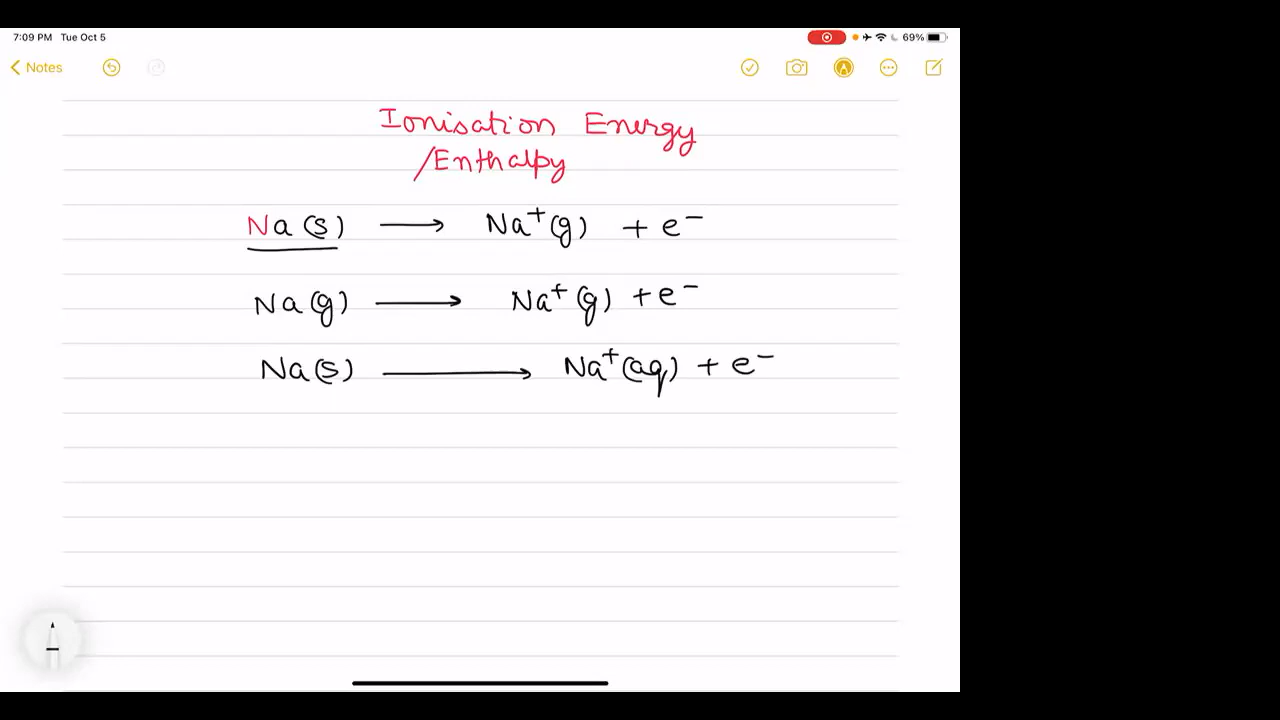 7:09 PM Tue Oct 5
69%
Notes
Ionisation Energy
/Enthalpy
Na(s) ⟶ Na⁺(g) + e⁻
Na(g) ⟶ Na⁺(g) + e⁻
Na(s) ⟶ Na⁺(aq) + e⁻